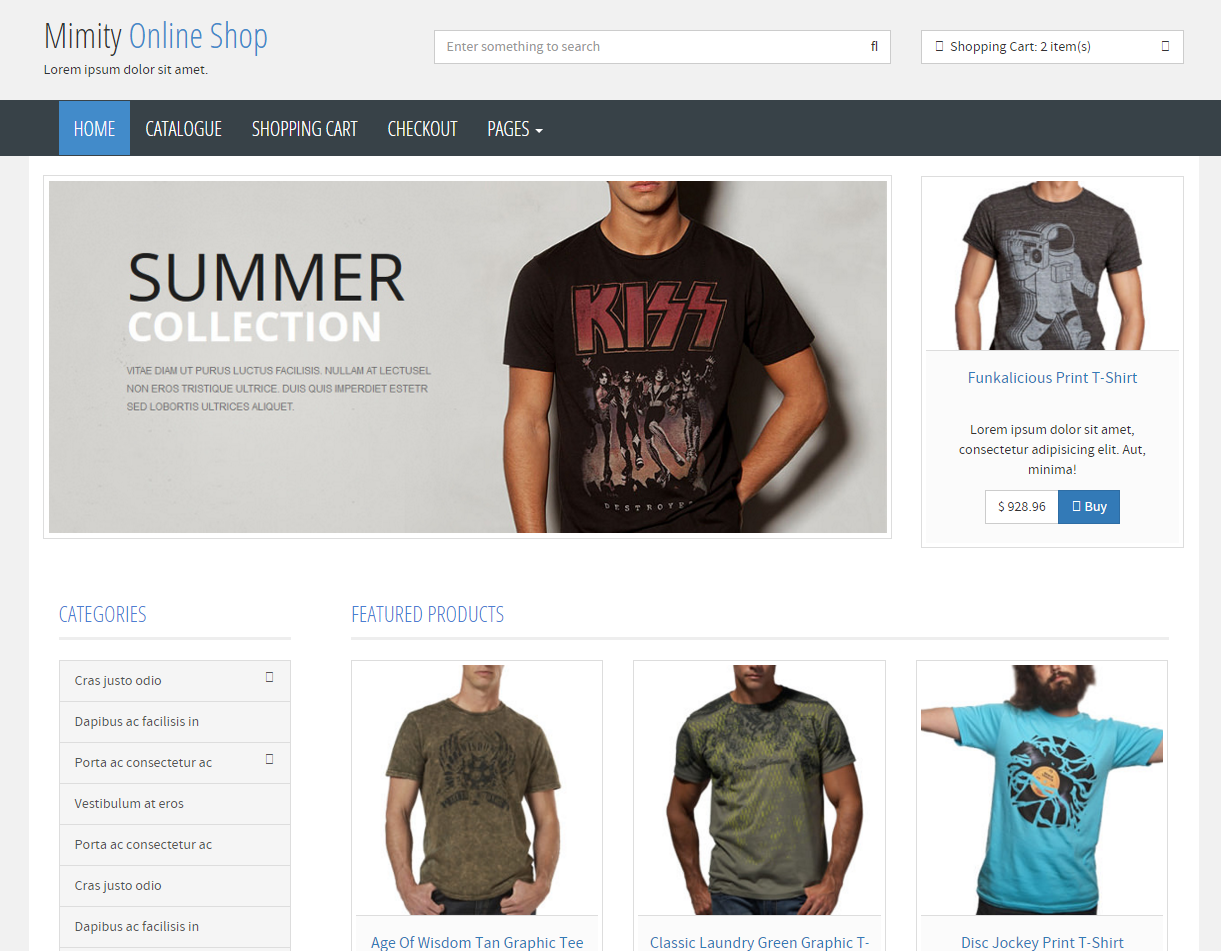 Mimity Online Shop
Lorem ipsum dolor sit amet.
Enter something to search
Shopping Cart: 2 item(s)
HOME
CATALOGUE
SHOPPING CART
CHECKOUT
PAGES
SUMMER
COLLECTION
VITAE DIAM UT PURUS LUCTUS FACILISIS. NULLAM AT LECTUSEL
NON EROS TRISTIQUE ULTRICE. DUIS QUIS IMPERDIET ESTETR
SED LOBORTIS ULTRICES ALIQUET.
KISS
DESTROYER
Funkalicious Print T-Shirt
Lorem ipsum dolor sit amet,
consectetur adipisicing elit. Aut,
minima!
$ 928.96
Buy
CATEGORIES
Cras justo odio
Dapibus ac facilisis in
Porta ac consectetur ac
Vestibulum at eros
Porta ac consectetur ac
Cras justo odio
Dapibus ac facilisis in
FEATURED PRODUCTS
Age Of Wisdom Tan Graphic Tee
Classic Laundry Green Graphic T-
Disc Jockey Print T-Shirt